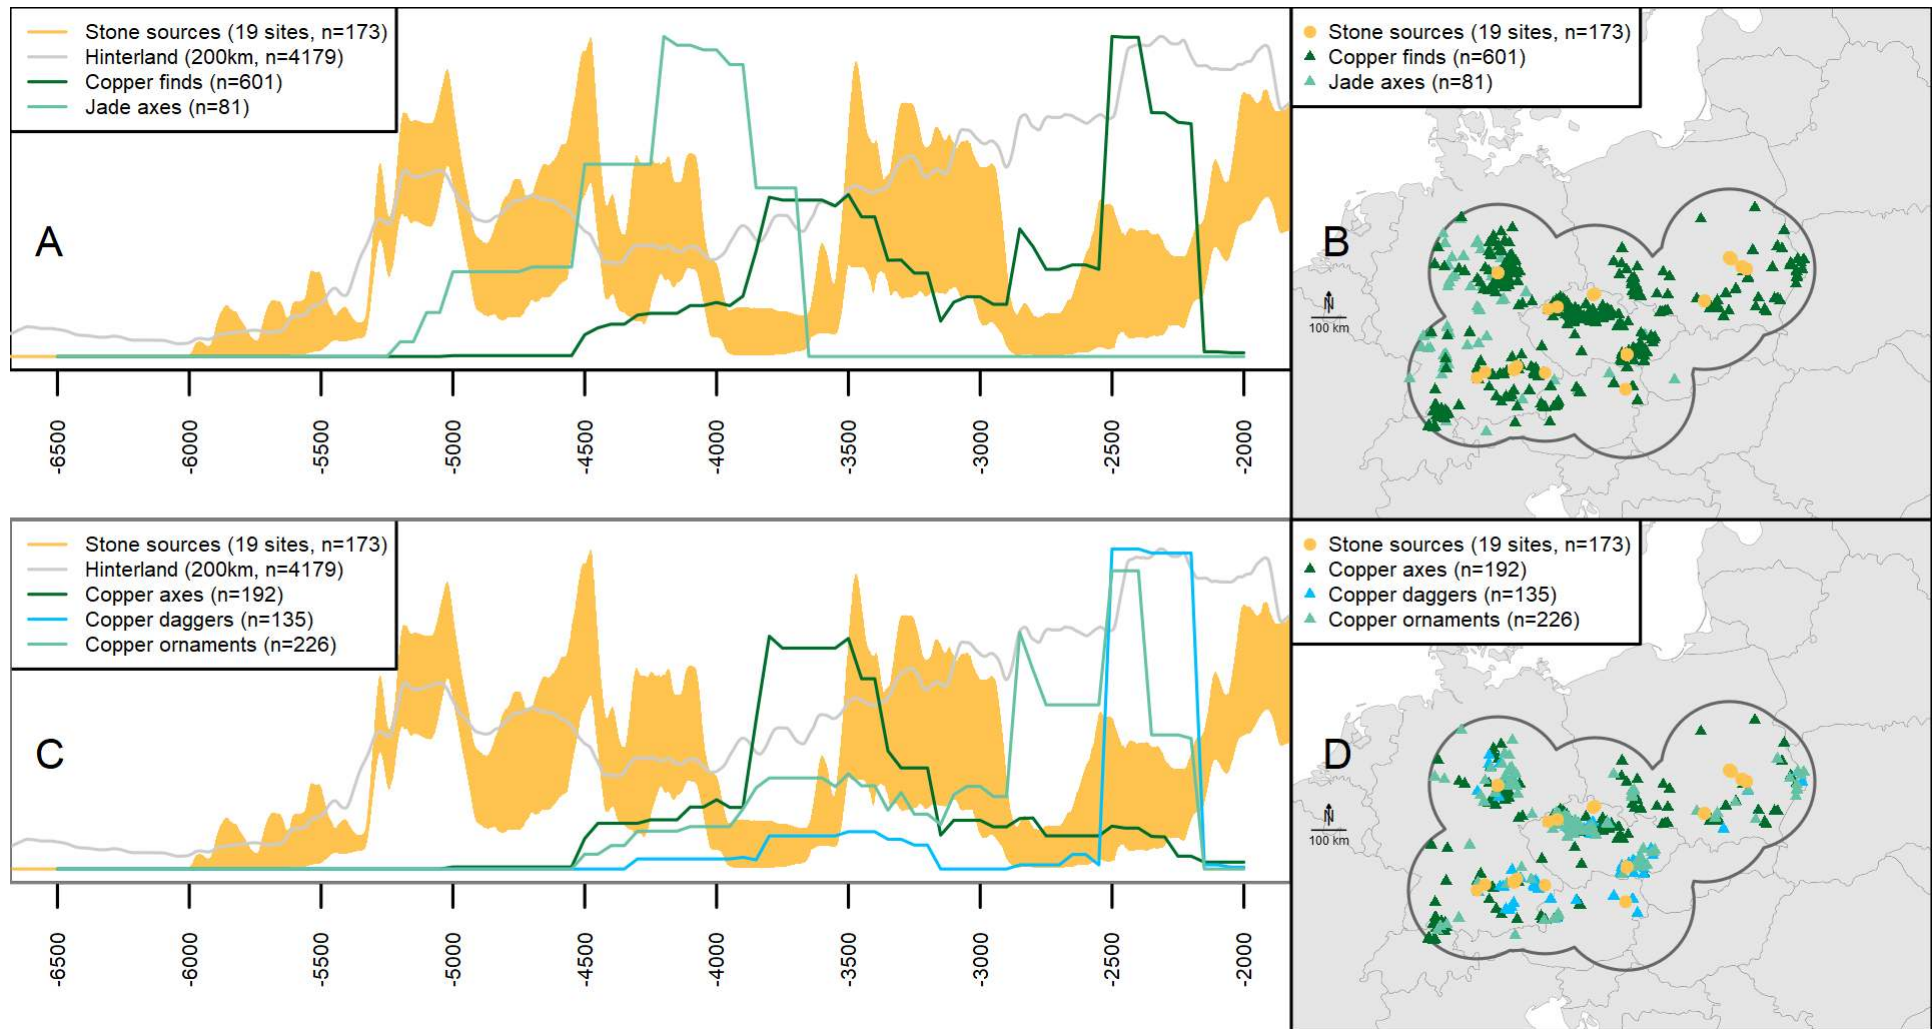 Stone sources (19 sites, n=173)
Hinterland (200km, n=4179)
Copper finds (n=601)
Jade axes (n=81)
A
-6500
-6000
-5500
-5000
-4500
-4000
-3500
-3000
-2500
-2000
Stone sources (19 sites, n=173)
Copper finds (n=601)
Jade axes (n=81)
B
N
100 km
Stone sources (19 sites, n=173)
Hinterland (200km, n=4179)
Copper axes (n=192)
Copper daggers (n=135)
Copper ornaments (n=226)
C
-6500
-6000
-5500
-5000
-4500
-4000
-3500
-3000
-2500
-2000
Stone sources (19 sites, n=173)
Copper axes (n=192)
Copper daggers (n=135)
Copper ornaments (n=226)
D
N
100 km